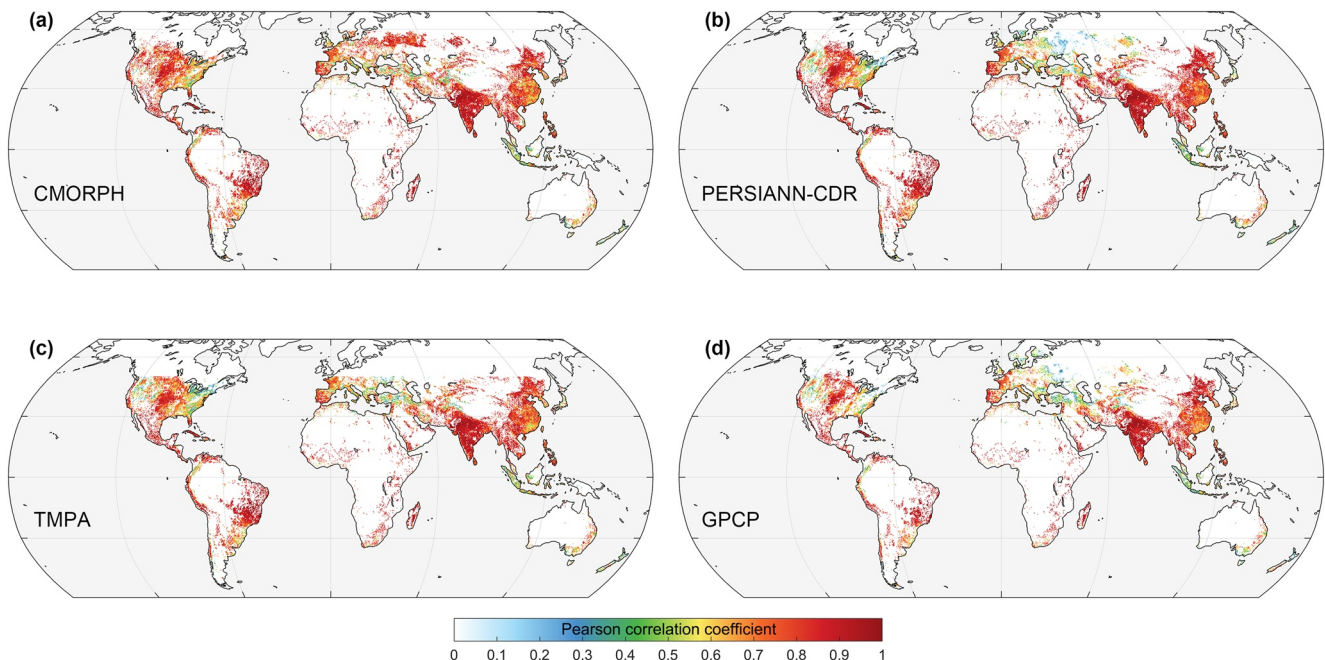 (a)
(b)
CMORPH
PERSIANN-CDR
(c)
(d)
TMPA
GPCP
Pearson correlation coefficient
0 0.1 0.2 0.3 0.4 0.5 0.6 0.7 0.8 0.9 1